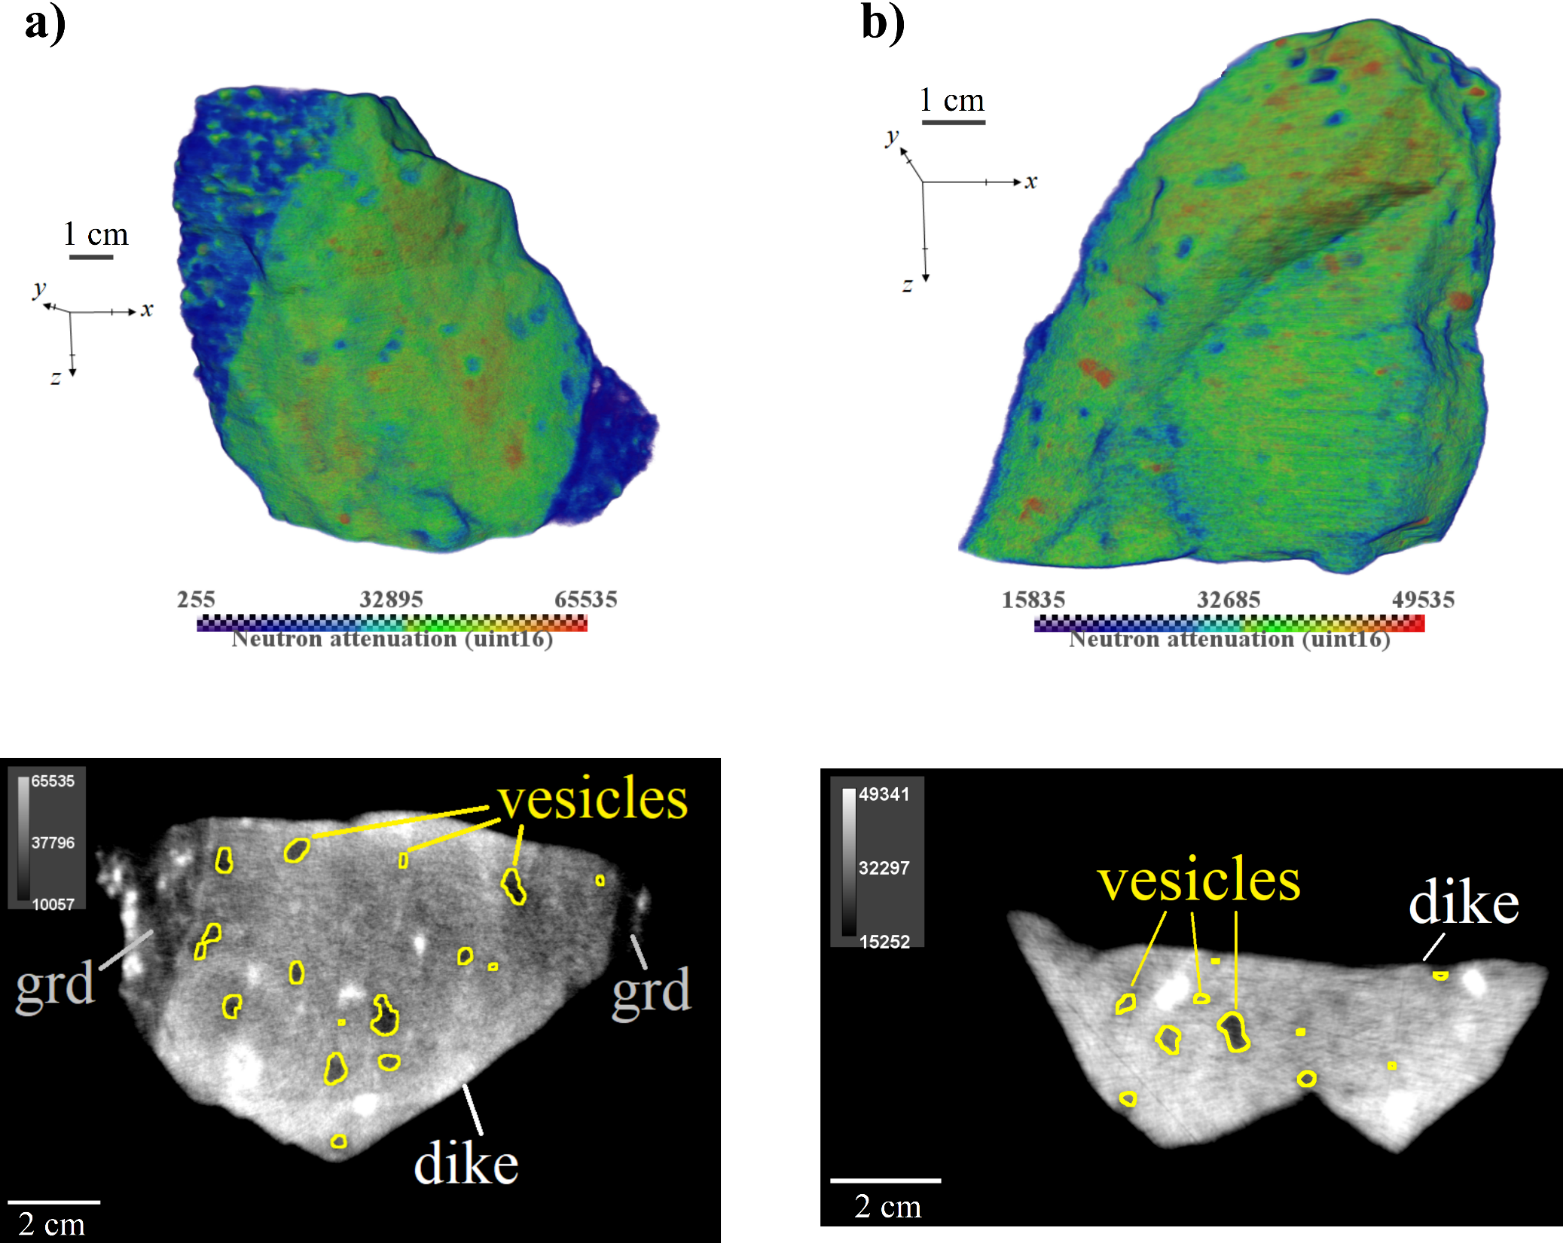 a)
b)
1 cm
y
x
z
1 cm
y
x
z
255 32895 65535
Neutron attenuation (uint16)
15835 32685 49535
Neutron attenuation (uint16)
65535
37796
10057
vesicles
grd
grd
dike
2 cm
49341
32297
15252
vesicles
dike
2 cm